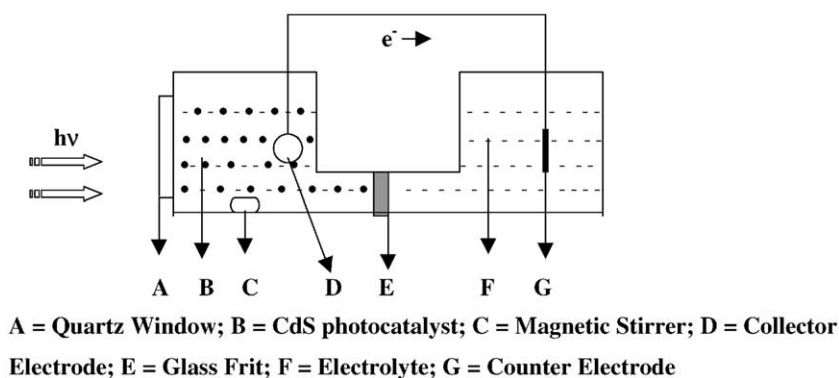 e⁻
hν
A B C D E F G
A = Quartz Window; B = CdS photocatalyst; C = Magnetic Stirrer; D = Collector
Electrode; E = Glass Frit; F = Electrolyte; G = Counter Electrode